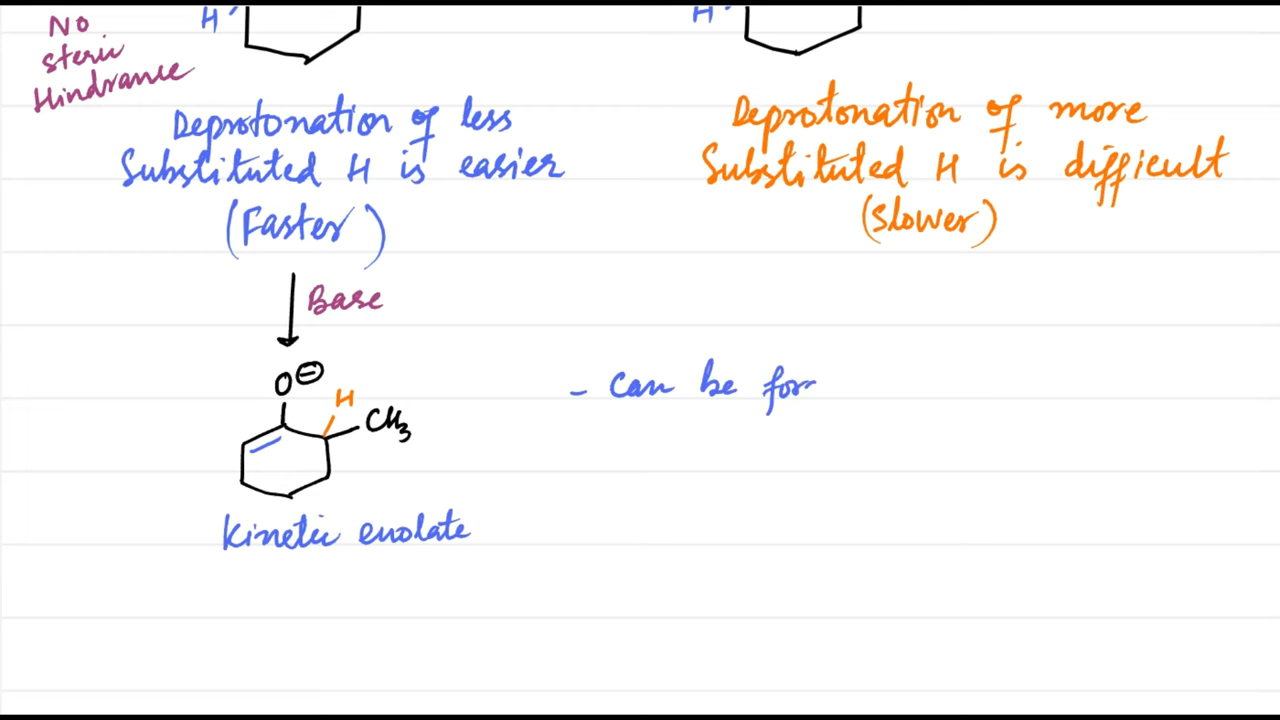 No
steric
Hindrance
H
H
Deprotonation of less
Substituted H is easier
(Faster)
Deprotonation of more
Substituted H is difficult
(Slower)
Base
O⊖
H
CH3
- Can be for
Kinetic enolate